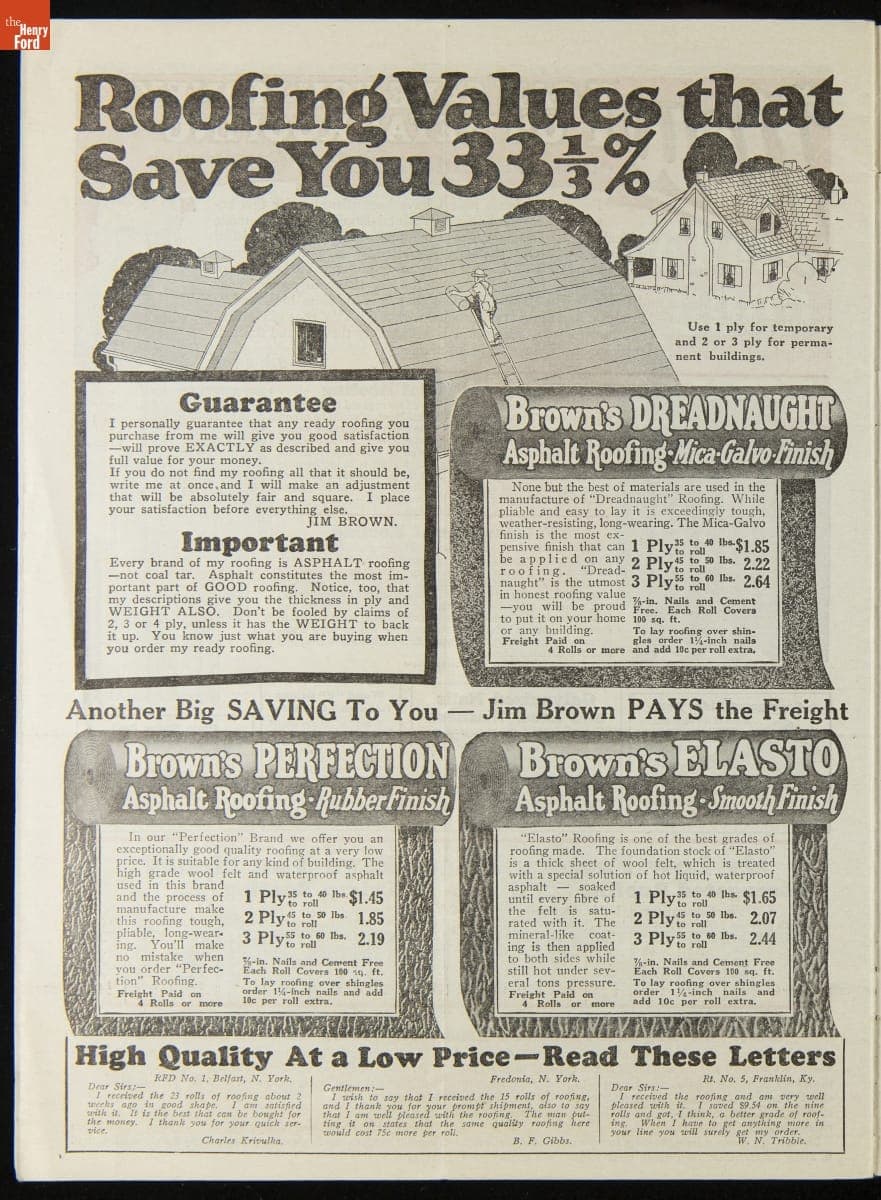 the
Henry
Ford
Roofing Values that
Save You 33 1/3 %
Use 1 ply for temporary
and 2 or 3 ply for perma-
nent buildings.
Guarantee
I personally guarantee that any ready roofing you
purchase from me will give you good satisfaction
—will prove EXACTLY as described and give you
full value for your money.
If you do not find my roofing all that it should be,
write me at once, and I will make an adjustment
that will be absolutely fair and square. I place
your satisfaction before everything else.
JIM BROWN.
Important
Every brand of my roofing is ASPHALT roofing
—not coal tar. Asphalt constitutes the most im-
portant part of GOOD roofing. Notice, too, that
my descriptions give you the thickness in ply and
WEIGHT ALSO. Don't be fooled by claims of
2, 3 or 4 ply, unless it has the WEIGHT to back
it up. You know just what you are buying when
you order my ready roofing.
Brown's DREADNAUGHT
Asphalt Roofing · Mica-Galvo-Finish
None but the best of materials are used in the
manufacture of "Dreadnaught" Roofing. While
pliable and easy to lay it is exceedingly tough,
weather-resisting, long-wearing. The Mica-Galvo
finish is the most ex-
pensive finish that can
be applied on any
roofing. "Dread-
naught" is the utmost
in honest roofing value
—you will be proud
to put it on your home
or any building.
Freight Paid on
4 Rolls or more
1 Ply 35 to 40 lbs. to roll $1.85
2 Ply 45 to 50 lbs. to roll 2.22
3 Ply 55 to 60 lbs. to roll 2.64
⅞-in. Nails and Cement
Free. Each Roll Covers
100 sq. ft.
To lay roofing over shin-
gles order 1¼-inch nails
and add 10c per roll extra.
Another Big SAVING To You — Jim Brown PAYS the Freight
Brown's PERFECTION
Asphalt Roofing · Rubber Finish
In our "Perfection" Brand we offer you an
exceptionally good quality roofing at a very low
price. It is suitable for any kind of building. The
high grade wool felt and waterproof asphalt
used in this brand
and the process of
manufacture make
this roofing tough,
pliable, long-wear-
ing. You'll make
no mistake when
you order "Perfec-
tion" Roofing.
Freight Paid on
4 Rolls or more
1 Ply 35 to 40 lbs. to roll $1.45
2 Ply 45 to 50 lbs. to roll 1.85
3 Ply 55 to 60 lbs. to roll 2.19
⅞-in. Nails and Cement Free
Each Roll Covers 100 sq. ft.
To lay roofing over shingles
order 1¼-inch nails and add
10c per roll extra.
Brown's ELASTO
Asphalt Roofing · Smooth Finish
"Elasto" Roofing is one of the best grades of
roofing made. The foundation stock of "Elasto"
is a thick sheet of wool felt, which is treated
with a special solution of hot liquid, waterproof
asphalt — soaked
until every fibre of
the felt is satu-
rated with it. The
mineral-like coat-
ing is then applied
to both sides while
still hot under sev-
eral tons pressure.
Freight Paid on
4 Rolls or more
1 Ply 35 to 40 lbs. to roll $1.65
2 Ply 45 to 50 lbs. to roll 2.07
3 Ply 55 to 60 lbs. to roll 2.44
⅞-in. Nails and Cement Free
Each Roll Covers 100 sq. ft.
To lay roofing over shingles
order 1¼-inch nails and
add 10c per roll extra.
High Quality At a Low Price—Read These Letters
RFD No. 1, Belfast, N. York.
Dear Sirs:—
I received the 23 rolls of roofing about 2
weeks ago in good shape. I am satisfied
with it. It is the best that can be bought for
the money. I thank you for your quick ser-
vice.
Charles Krivulka.
Fredonia, N. York.
Gentlemen:—
I wish to say that I received the 15 rolls of roofing,
and I thank you for your prompt shipment, also to say
that I am well pleased with the roofing. The man put-
ting it on states that the same quality roofing here
would cost 75c more per roll.
B. F. Gibbs.
Rt. No. 5, Franklin, Ky.
Dear Sirs:—
I received the roofing and am very well
pleased with it. I saved $9.54 on the nine
rolls and got, I think, a better grade of roof-
ing. When I have to get anything more in
your line you will surely get my order.
W. N. Tribble.